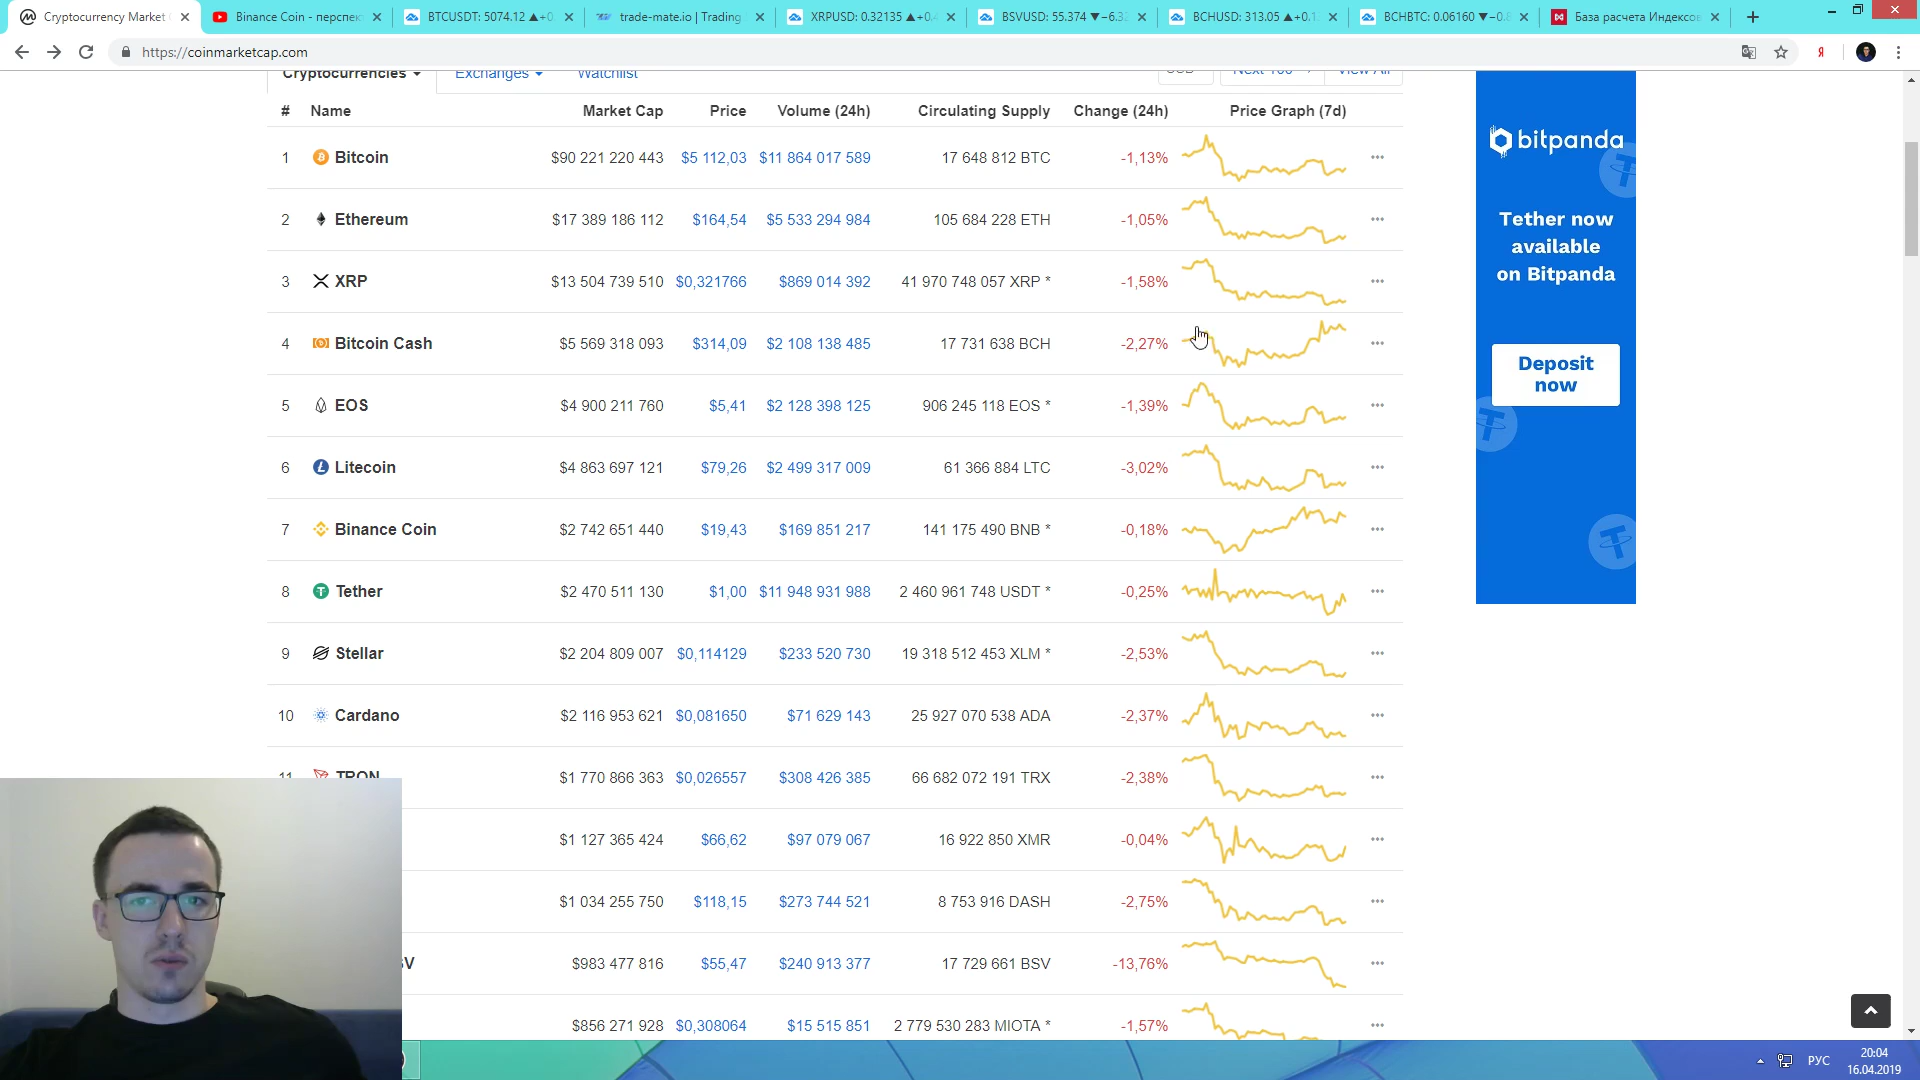 Cryptocurrency Market
Binance Coin - перспек
BTCUSDT: 5074.12 ▲+0
trade-mate.io | Trading
XRPUSD: 0.32135 ▲+0.
BSVUSD: 55.374 ▼−6.3
BCHUSD: 313.05 ▲+0.1
BCHBTC: 0.06160 ▼−0.8
База расчета Индексов
https://coinmarketcap.com
Я
Cryptocurrencies Exchanges Watchlist USD Next 100 → View All
# Name Market Cap Price Volume (24h) Circulating Supply Change (24h) Price Graph (7d)
1 Bitcoin $90 221 220 443 $5 112,03 $11 864 017 589 17 648 812 BTC -1,13%
2 Ethereum $17 389 186 112 $164,54 $5 533 294 984 105 684 228 ETH -1,05%
3 XRP $13 504 739 510 $0,321766 $869 014 392 41 970 748 057 XRP * -1,58%
4 Bitcoin Cash $5 569 318 093 $314,09 $2 108 138 485 17 731 638 BCH -2,27%
5 EOS $4 900 211 760 $5,41 $2 128 398 125 906 245 118 EOS * -1,39%
6 Litecoin $4 863 697 121 $79,26 $2 499 317 009 61 366 884 LTC -3,02%
7 Binance Coin $2 742 651 440 $19,43 $169 851 217 141 175 490 BNB * -0,18%
8 Tether $2 470 511 130 $1,00 $11 948 931 988 2 460 961 748 USDT * -0,25%
9 Stellar $2 204 809 007 $0,114129 $233 520 730 19 318 512 453 XLM * -2,53%
10 Cardano $2 116 953 621 $0,081650 $71 629 143 25 927 070 538 ADA -2,37%
11 TRON $1 770 866 363 $0,026557 $308 426 385 66 682 072 191 TRX -2,38%
$1 127 365 424 $66,62 $97 079 067 16 922 850 XMR -0,04%
$1 034 255 750 $118,15 $273 744 521 8 753 916 DASH -2,75%
SV $983 477 816 $55,47 $240 913 377 17 729 661 BSV -13,76%
$856 271 928 $0,308064 $15 515 851 2 779 530 283 MIOTA * -1,57%
bitpanda
Tether now
available
on Bitpanda
Deposit
now
РУС
20:04
16.04.2019